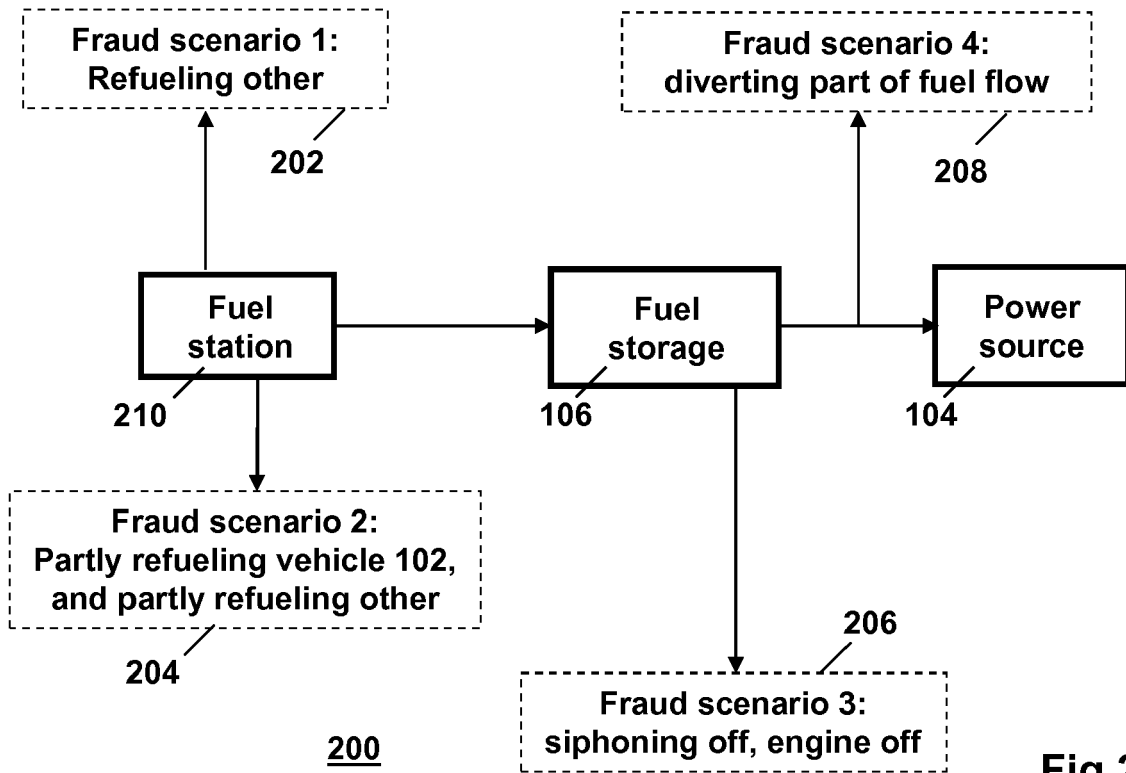 Fraud scenario 1:
Refueling other
202
Fraud scenario 4:
diverting part of fuel flow
208
Fuel
station
210
Fuel
storage
106
Power
source
104
Fraud scenario 2:
Partly refueling vehicle 102,
and partly refueling other
204
206
Fraud scenario 3:
siphoning off, engine off
200
Fig